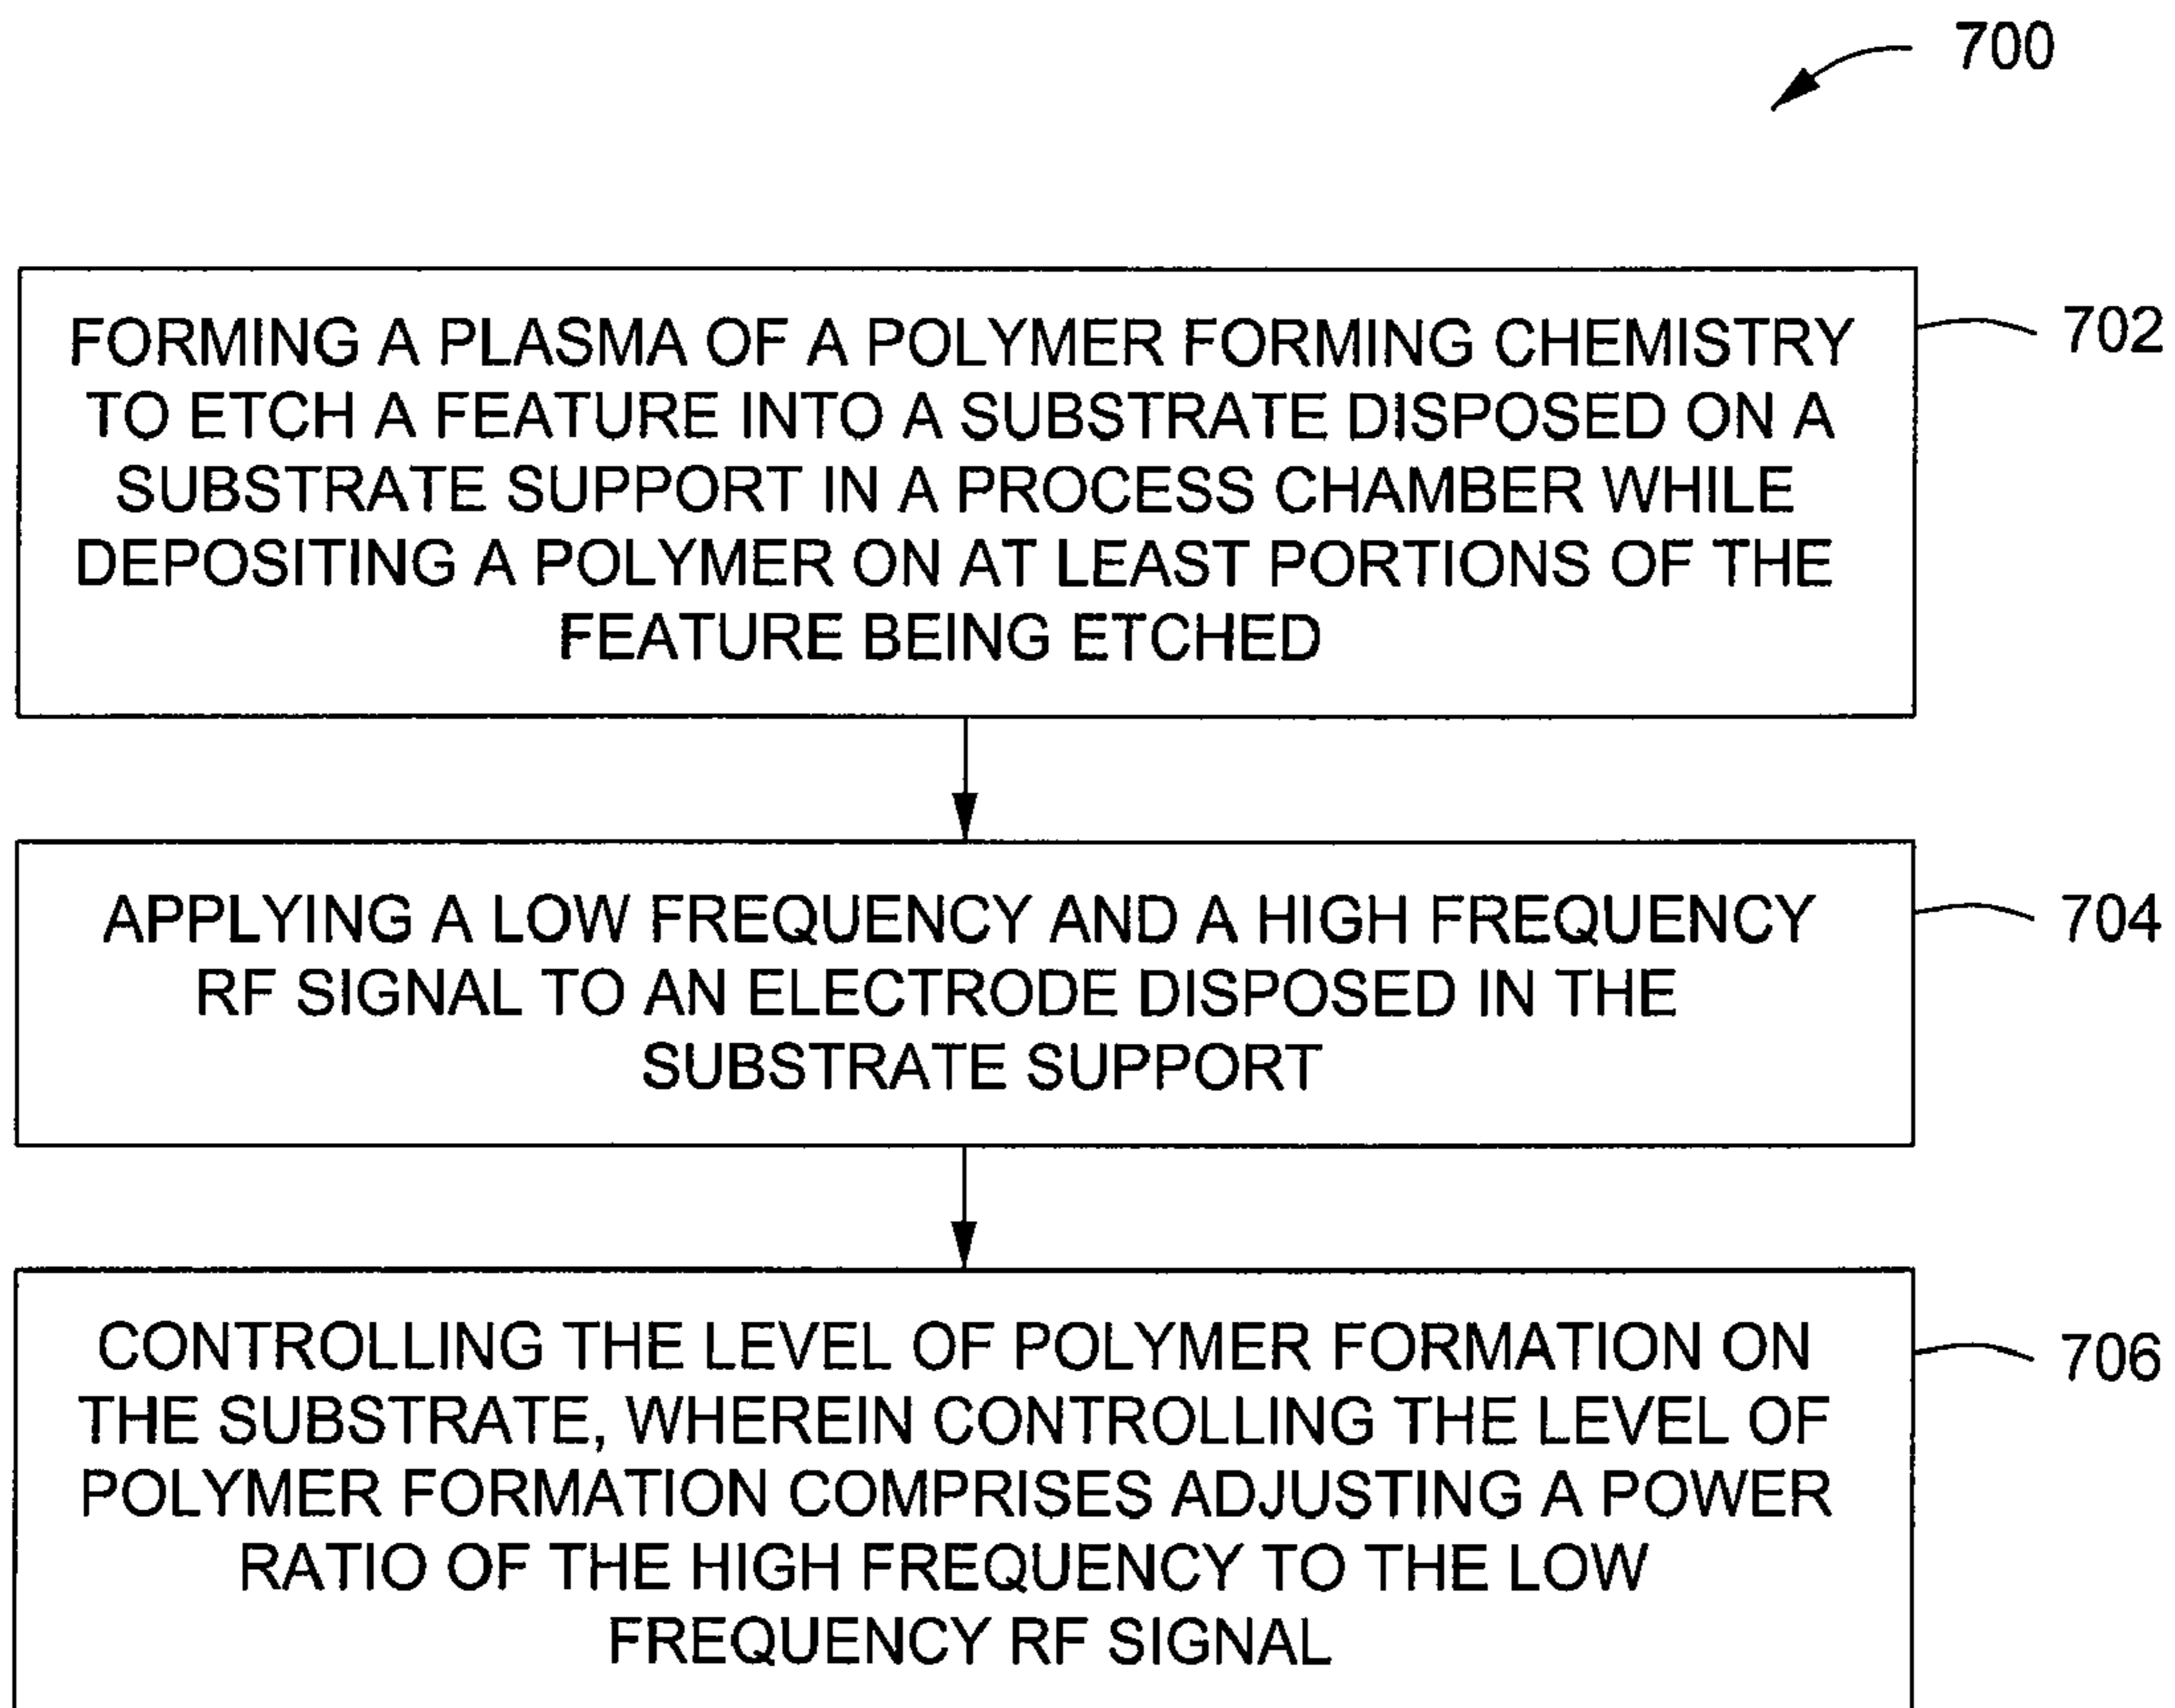 700
FORMING A PLASMA OF A POLYMER FORMING CHEMISTRY
TO ETCH A FEATURE INTO A SUBSTRATE DISPOSED ON A
SUBSTRATE SUPPORT IN A PROCESS CHAMBER WHILE
DEPOSITING A POLYMER ON AT LEAST PORTIONS OF THE
FEATURE BEING ETCHED
702
APPLYING A LOW FREQUENCY AND A HIGH FREQUENCY
RF SIGNAL TO AN ELECTRODE DISPOSED IN THE
SUBSTRATE SUPPORT
704
CONTROLLING THE LEVEL OF POLYMER FORMATION ON
THE SUBSTRATE, WHEREIN CONTROLLING THE LEVEL OF
POLYMER FORMATION COMPRISES ADJUSTING A POWER
RATIO OF THE HIGH FREQUENCY TO THE LOW
FREQUENCY RF SIGNAL
706